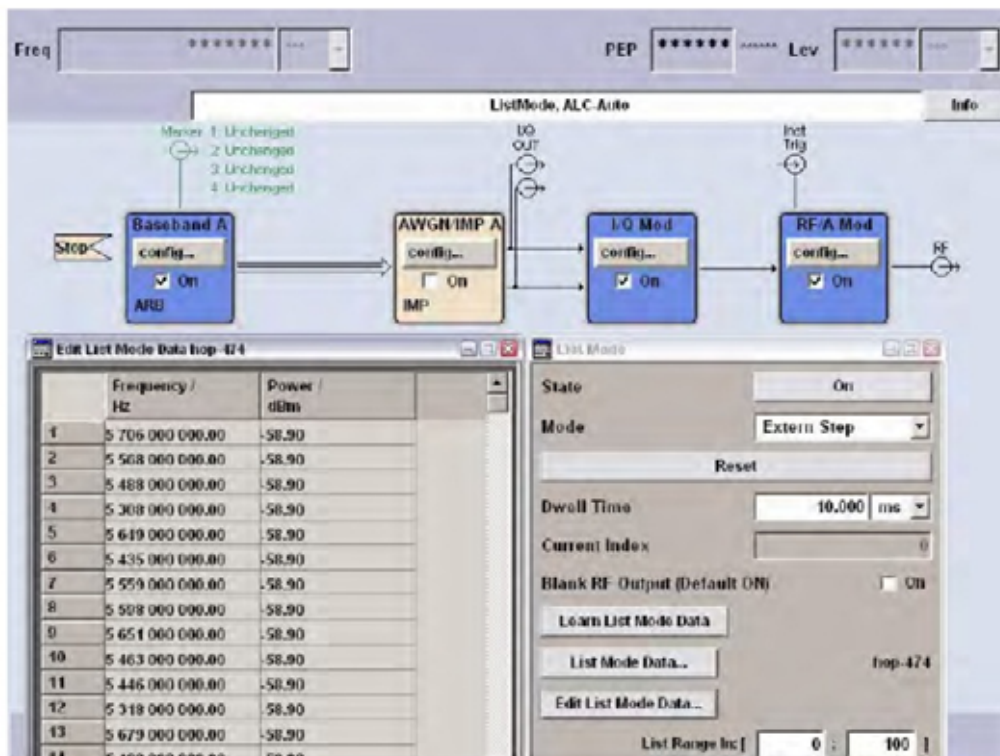 Freq ******* --- PEP ****** ------ Lev ****** ---
ListMode, ALC-Auto Info
Marker 1: Unchanged
2 Unchanged
3 Unchanged
4 Unchanged
I/Q
OUT
Inst
Trig
Stop
Baseband A
config...
On
ARB
AWGN/IMP A
config...
On
IMP
I/Q Mod
config...
On
RF/A Mod
config...
On
RF
Edit List Mode Data hop-474
Frequency /
Hz
Power /
dBm
1 5 706 000 000.00 -58.90
2 5 568 000 000.00 -58.90
3 5 488 000 000.00 -58.90
4 5 308 000 000.00 -58.90
5 5 649 000 000.00 -58.90
6 5 435 000 000.00 -58.90
7 5 559 000 000.00 -58.90
8 5 598 000 000.00 -58.90
9 5 651 000 000.00 -58.90
10 5 463 000 000.00 -58.90
11 5 446 000 000.00 -58.90
12 5 318 000 000.00 -58.90
13 5 679 000 000.00 -58.90
List Mode
State On
Mode Extern Step
Reset
Dwell Time 10.000 ms
Current Index 0
Blank RF Output (Default ON) On
Learn List Mode Data
List Mode Data... hop-474
Edit List Mode Data...
List Range In: [ 0 : 100 ]